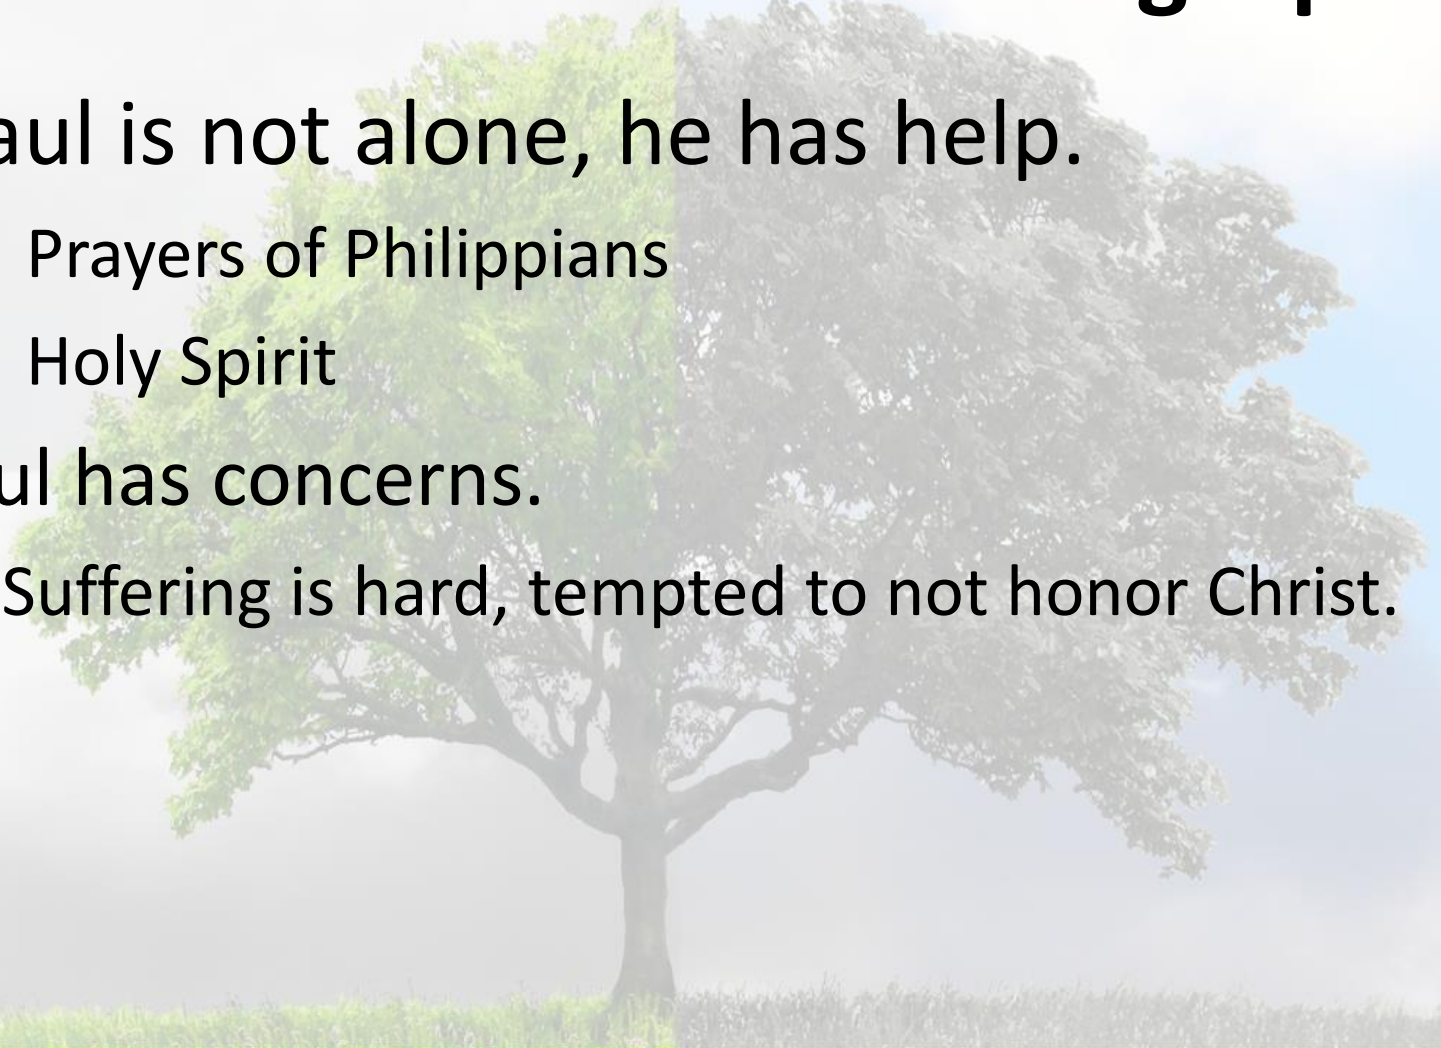 aul is not alone, he has help.
Prayers of Philippians
Holy Spirit
ul has concerns.
Suffering is hard, tempted to not honor Christ.